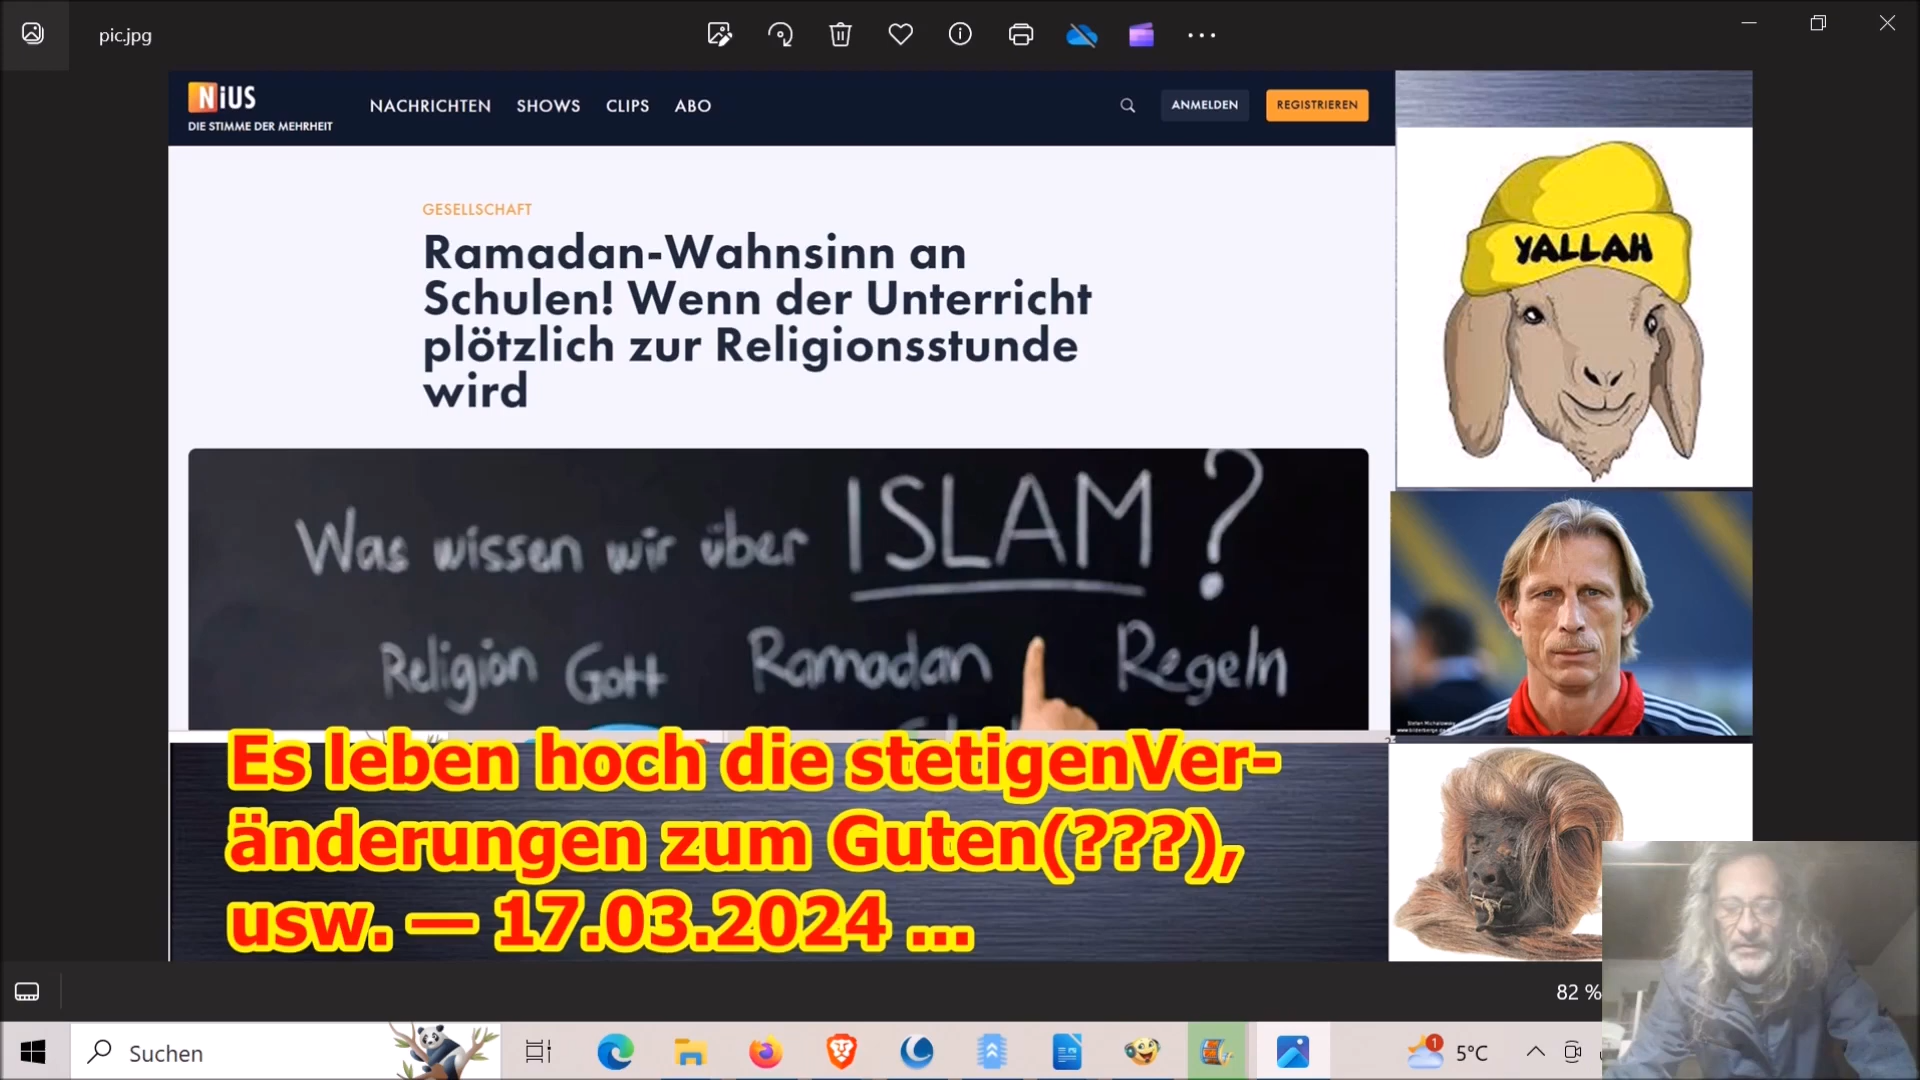 pic.jpg
NiUS
DIE STIMME DER MEHRHEIT
NACHRICHTEN SHOWS CLIPS ABO
ANMELDEN
REGISTRIEREN
GESELLSCHAFT
Ramadan-Wahnsinn an
Schulen! Wenn der Unterricht
plötzlich zur Religionsstunde
wird
YALLAH
Was wissen wir über ISLAM ?
Religion Gott Ramadan Regeln
Es leben hoch die stetigenVer-
änderungen zum Guten(???),
usw. — 17.03.2024 ...
82 %
Suchen
1
5°C